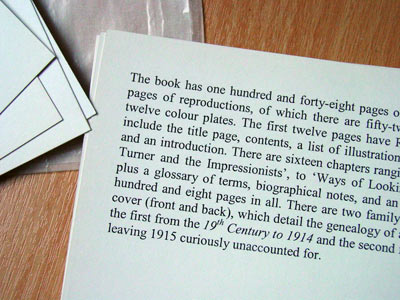 The book has one hundred and forty-eight pages o
pages of reproductions, of which there are fifty-tw
twelve colour plates. The first twelve pages have R
include the title page, contents, a list of illustration
and an introduction. There are sixteen chapters rangi
Turner and the Impressionists', to 'Ways of Looki
plus a glossary of terms, biographical notes, and an
hundred and eight pages in all. There are two family
cover (front and back), which detail the genealogy of a
the first from the 19th Century to 1914 and the second
leaving 1915 curiously unaccounted for.